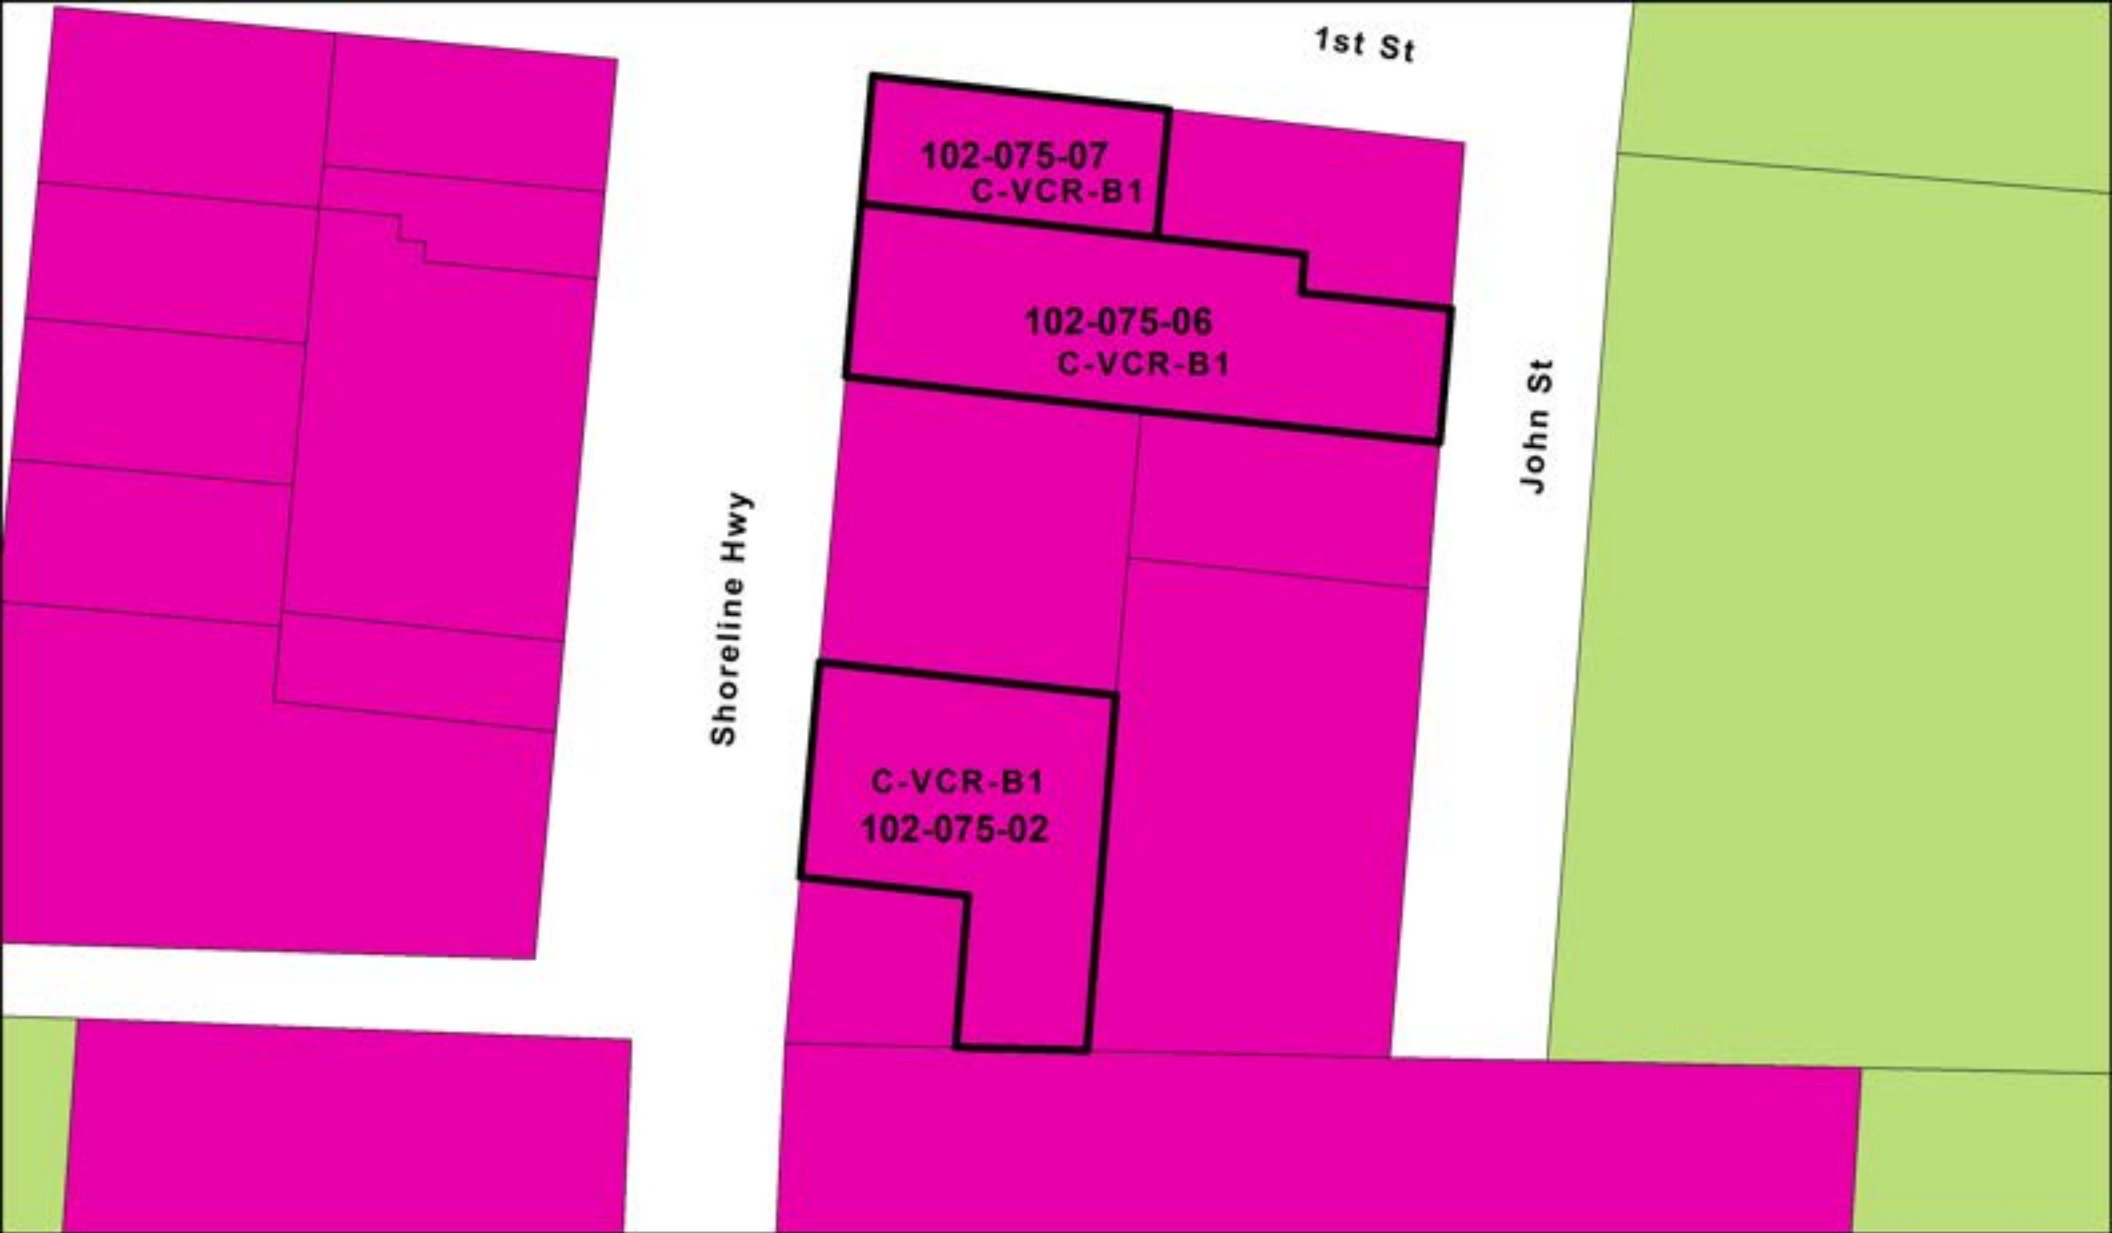 1st St
102-075-07
C-VCR-B1
102-075-06
C-VCR-B1
John St
Shoreline Hwy
C-VCR-B1
102-075-02